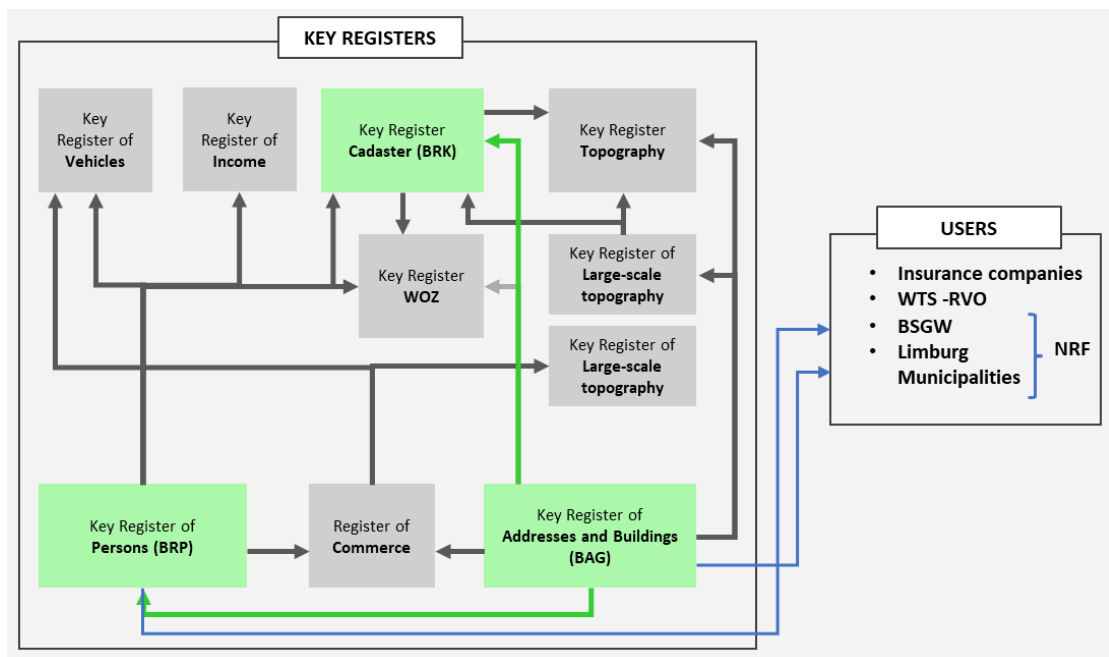 KEY REGISTERS
Key
Register of
Vehicles
Key
Register of
Income
Key Register
Cadaster (BRK)
Key Register
Topography
Key Register
WOZ
Key Register of
Large-scale
topography
Key Register of
Large-scale
topography
Key Register of
Persons (BRP)
Register of
Commerce
Key Register of
Addresses and Buildings
(BAG)
USERS
• Insurance companies
• WTS -RVO
• BSGW
• Limburg
Municipalities
NRF